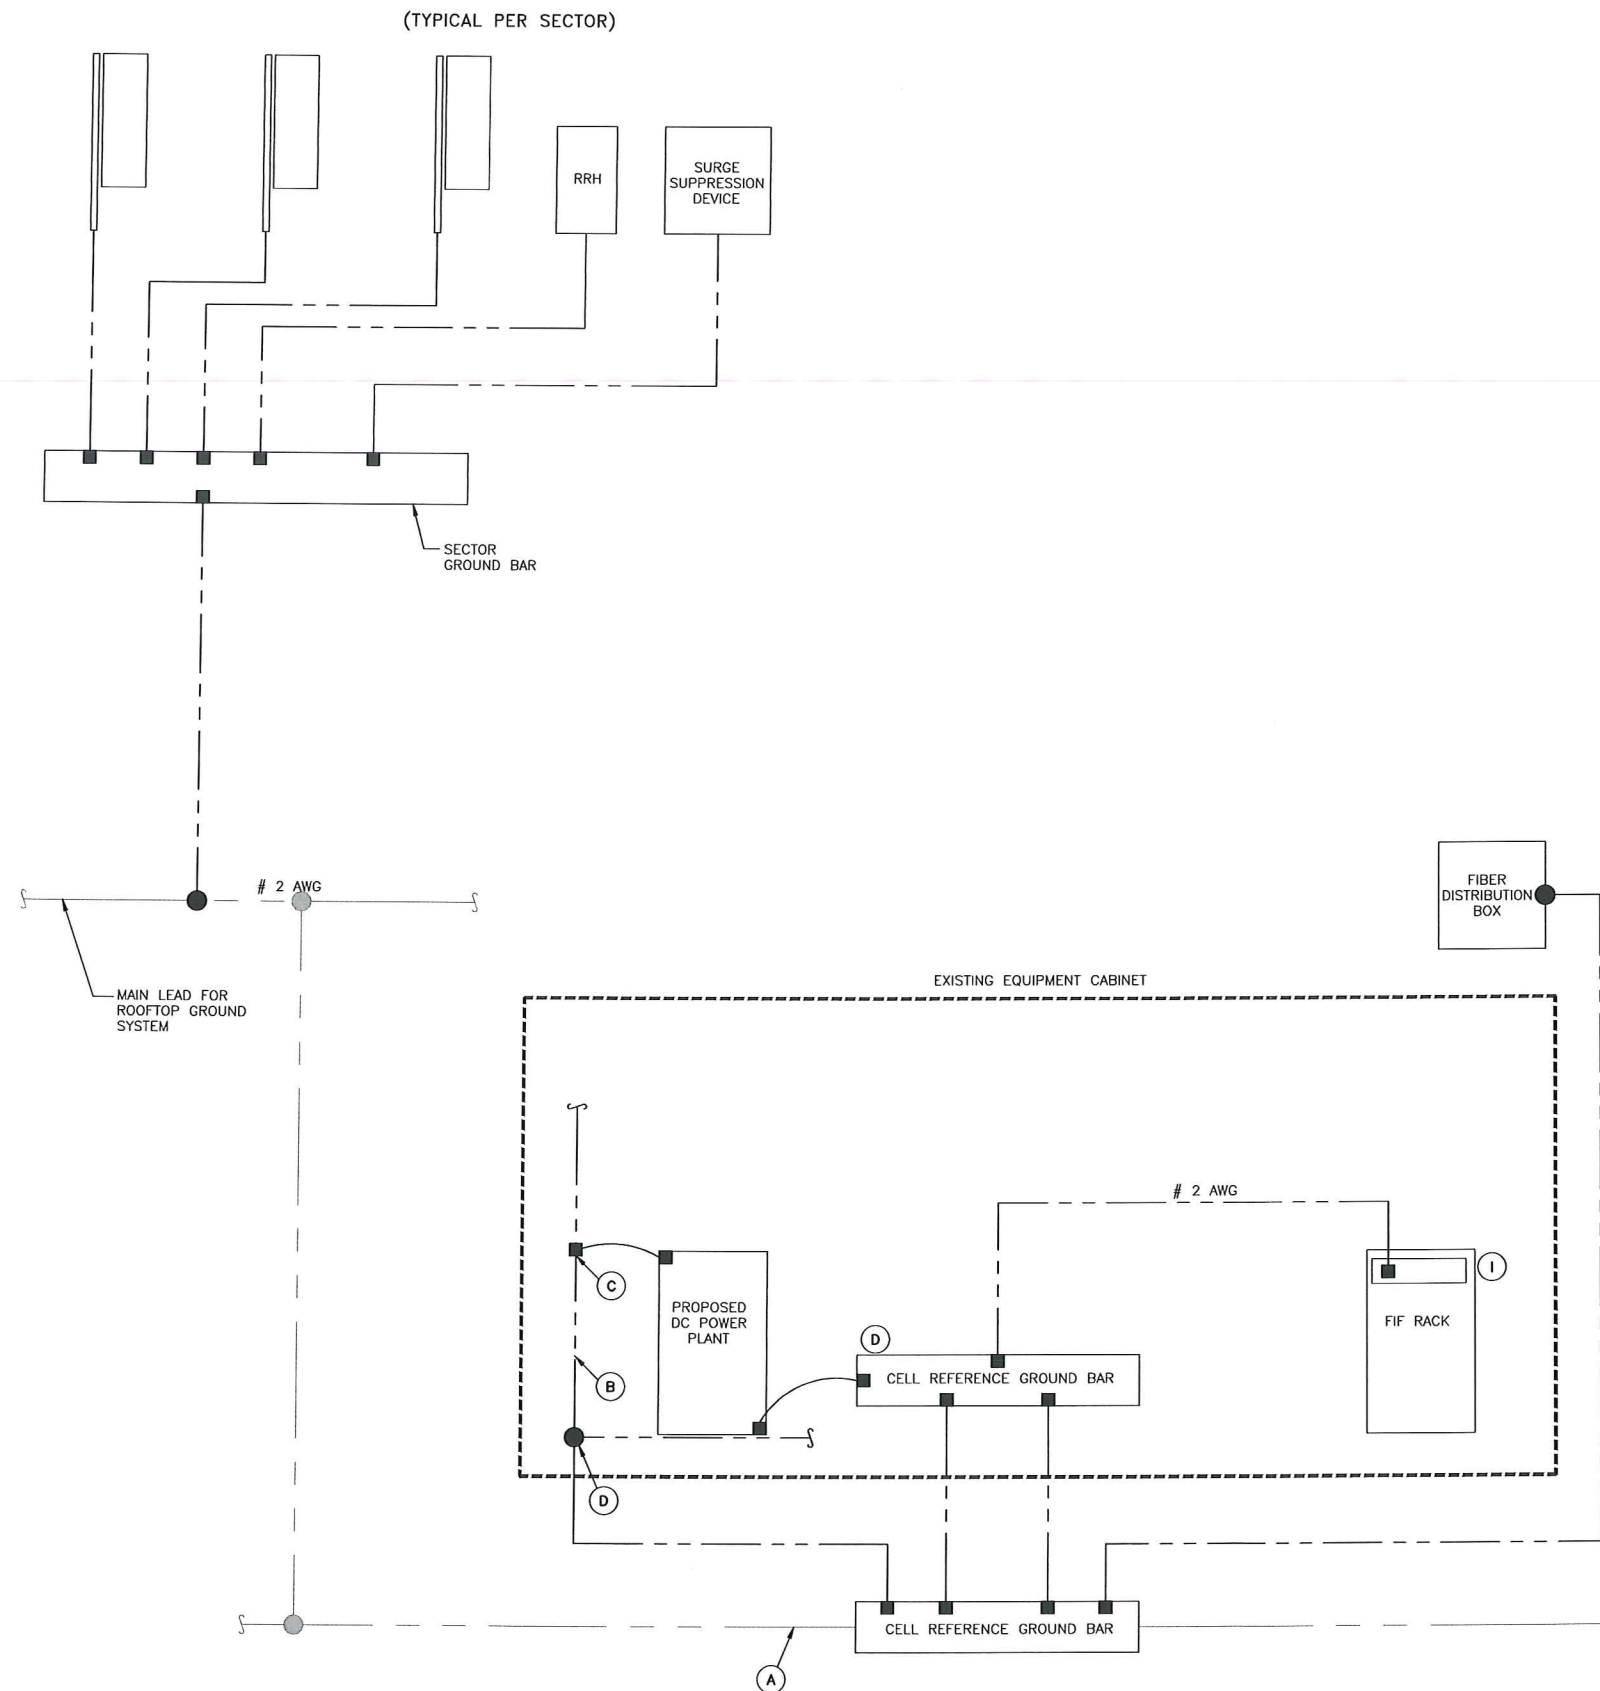 (TYPICAL PER SECTOR)
RRH
SURGE
SUPPRESSION
DEVICE
SECTOR
GROUND BAR
# 2 AWG
MAIN LEAD FOR
ROOFTOP GROUND
SYSTEM
FIBER
DISTRIBUTION
BOX
EXISTING EQUIPMENT CABINET
# 2 AWG
C
I
PROPOSED
DC POWER
PLANT
FIF RACK
D
CELL REFERENCE GROUND BAR
B
D
CELL REFERENCE GROUND BAR
A